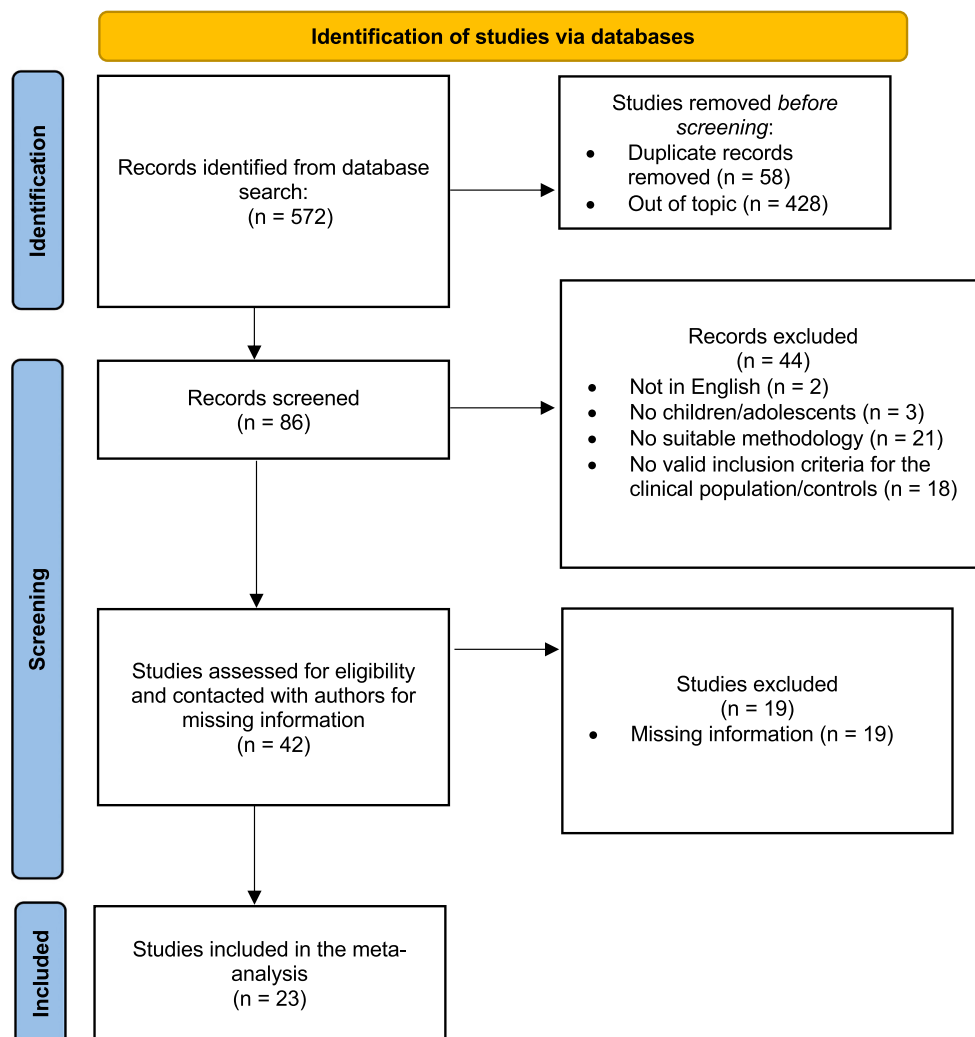 Identification of studies via databases
Identification
Records identified from database
search:
(n = 572)
Studies removed before
screening:
• Duplicate records
removed (n = 58)
• Out of topic (n = 428)
Screening
Records screened
(n = 86)
Records excluded
(n = 44)
• Not in English (n = 2)
• No children/adolescents (n = 3)
• No suitable methodology (n = 21)
• No valid inclusion criteria for the
clinical population/controls (n = 18)
Studies assessed for eligibility
and contacted with authors for
missing information
(n = 42)
Studies excluded
(n = 19)
• Missing information (n = 19)
Included
Studies included in the meta-
analysis
(n = 23)